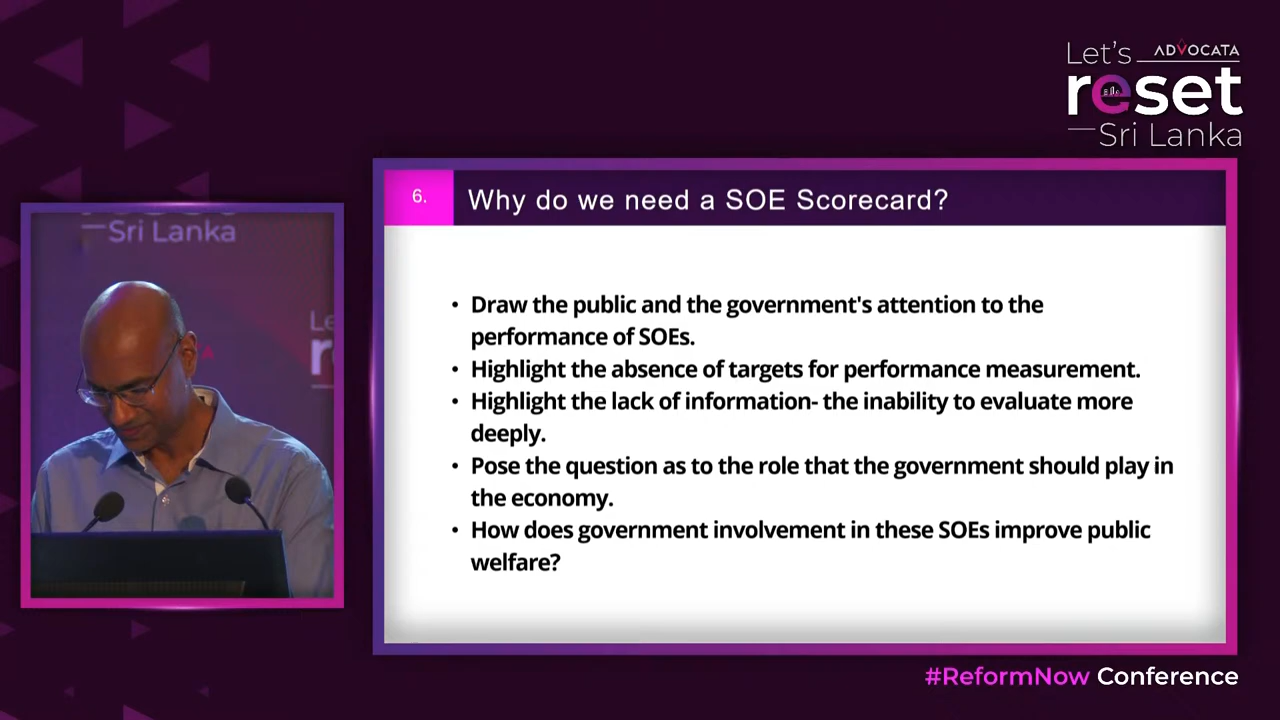 Let's
ADVOCATA
reset
Sri Lanka
6.
Why do we need a SOE Scorecard?
• Draw the public and the government's attention to the
performance of SOEs.
• Highlight the absence of targets for performance measurement.
• Highlight the lack of information- the inability to evaluate more
deeply.
• Pose the question as to the role that the government should play in
the economy.
• How does government involvement in these SOEs improve public
welfare?
Sri Lanka
Le
r
#ReformNow Conference